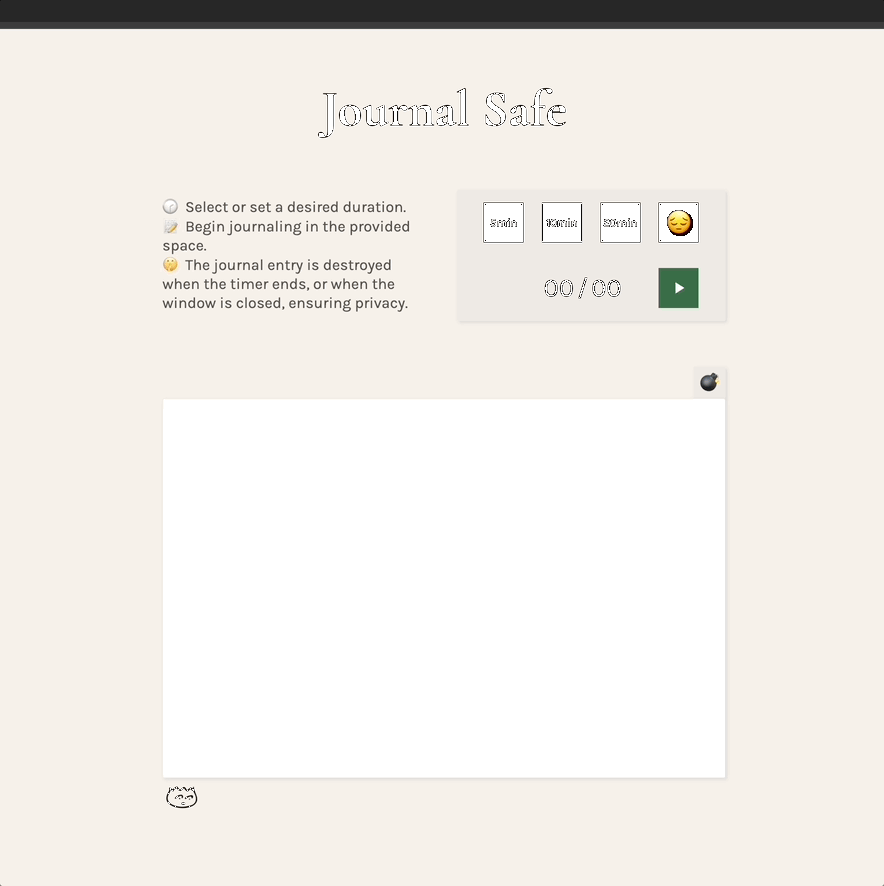 Journal Safe
Select or set a desired duration.
Begin journaling in the provided
space.
The journal entry is destroyed
when the timer ends, or when the
window is closed, ensuring privacy.
5min 10min 20min
00 / 00